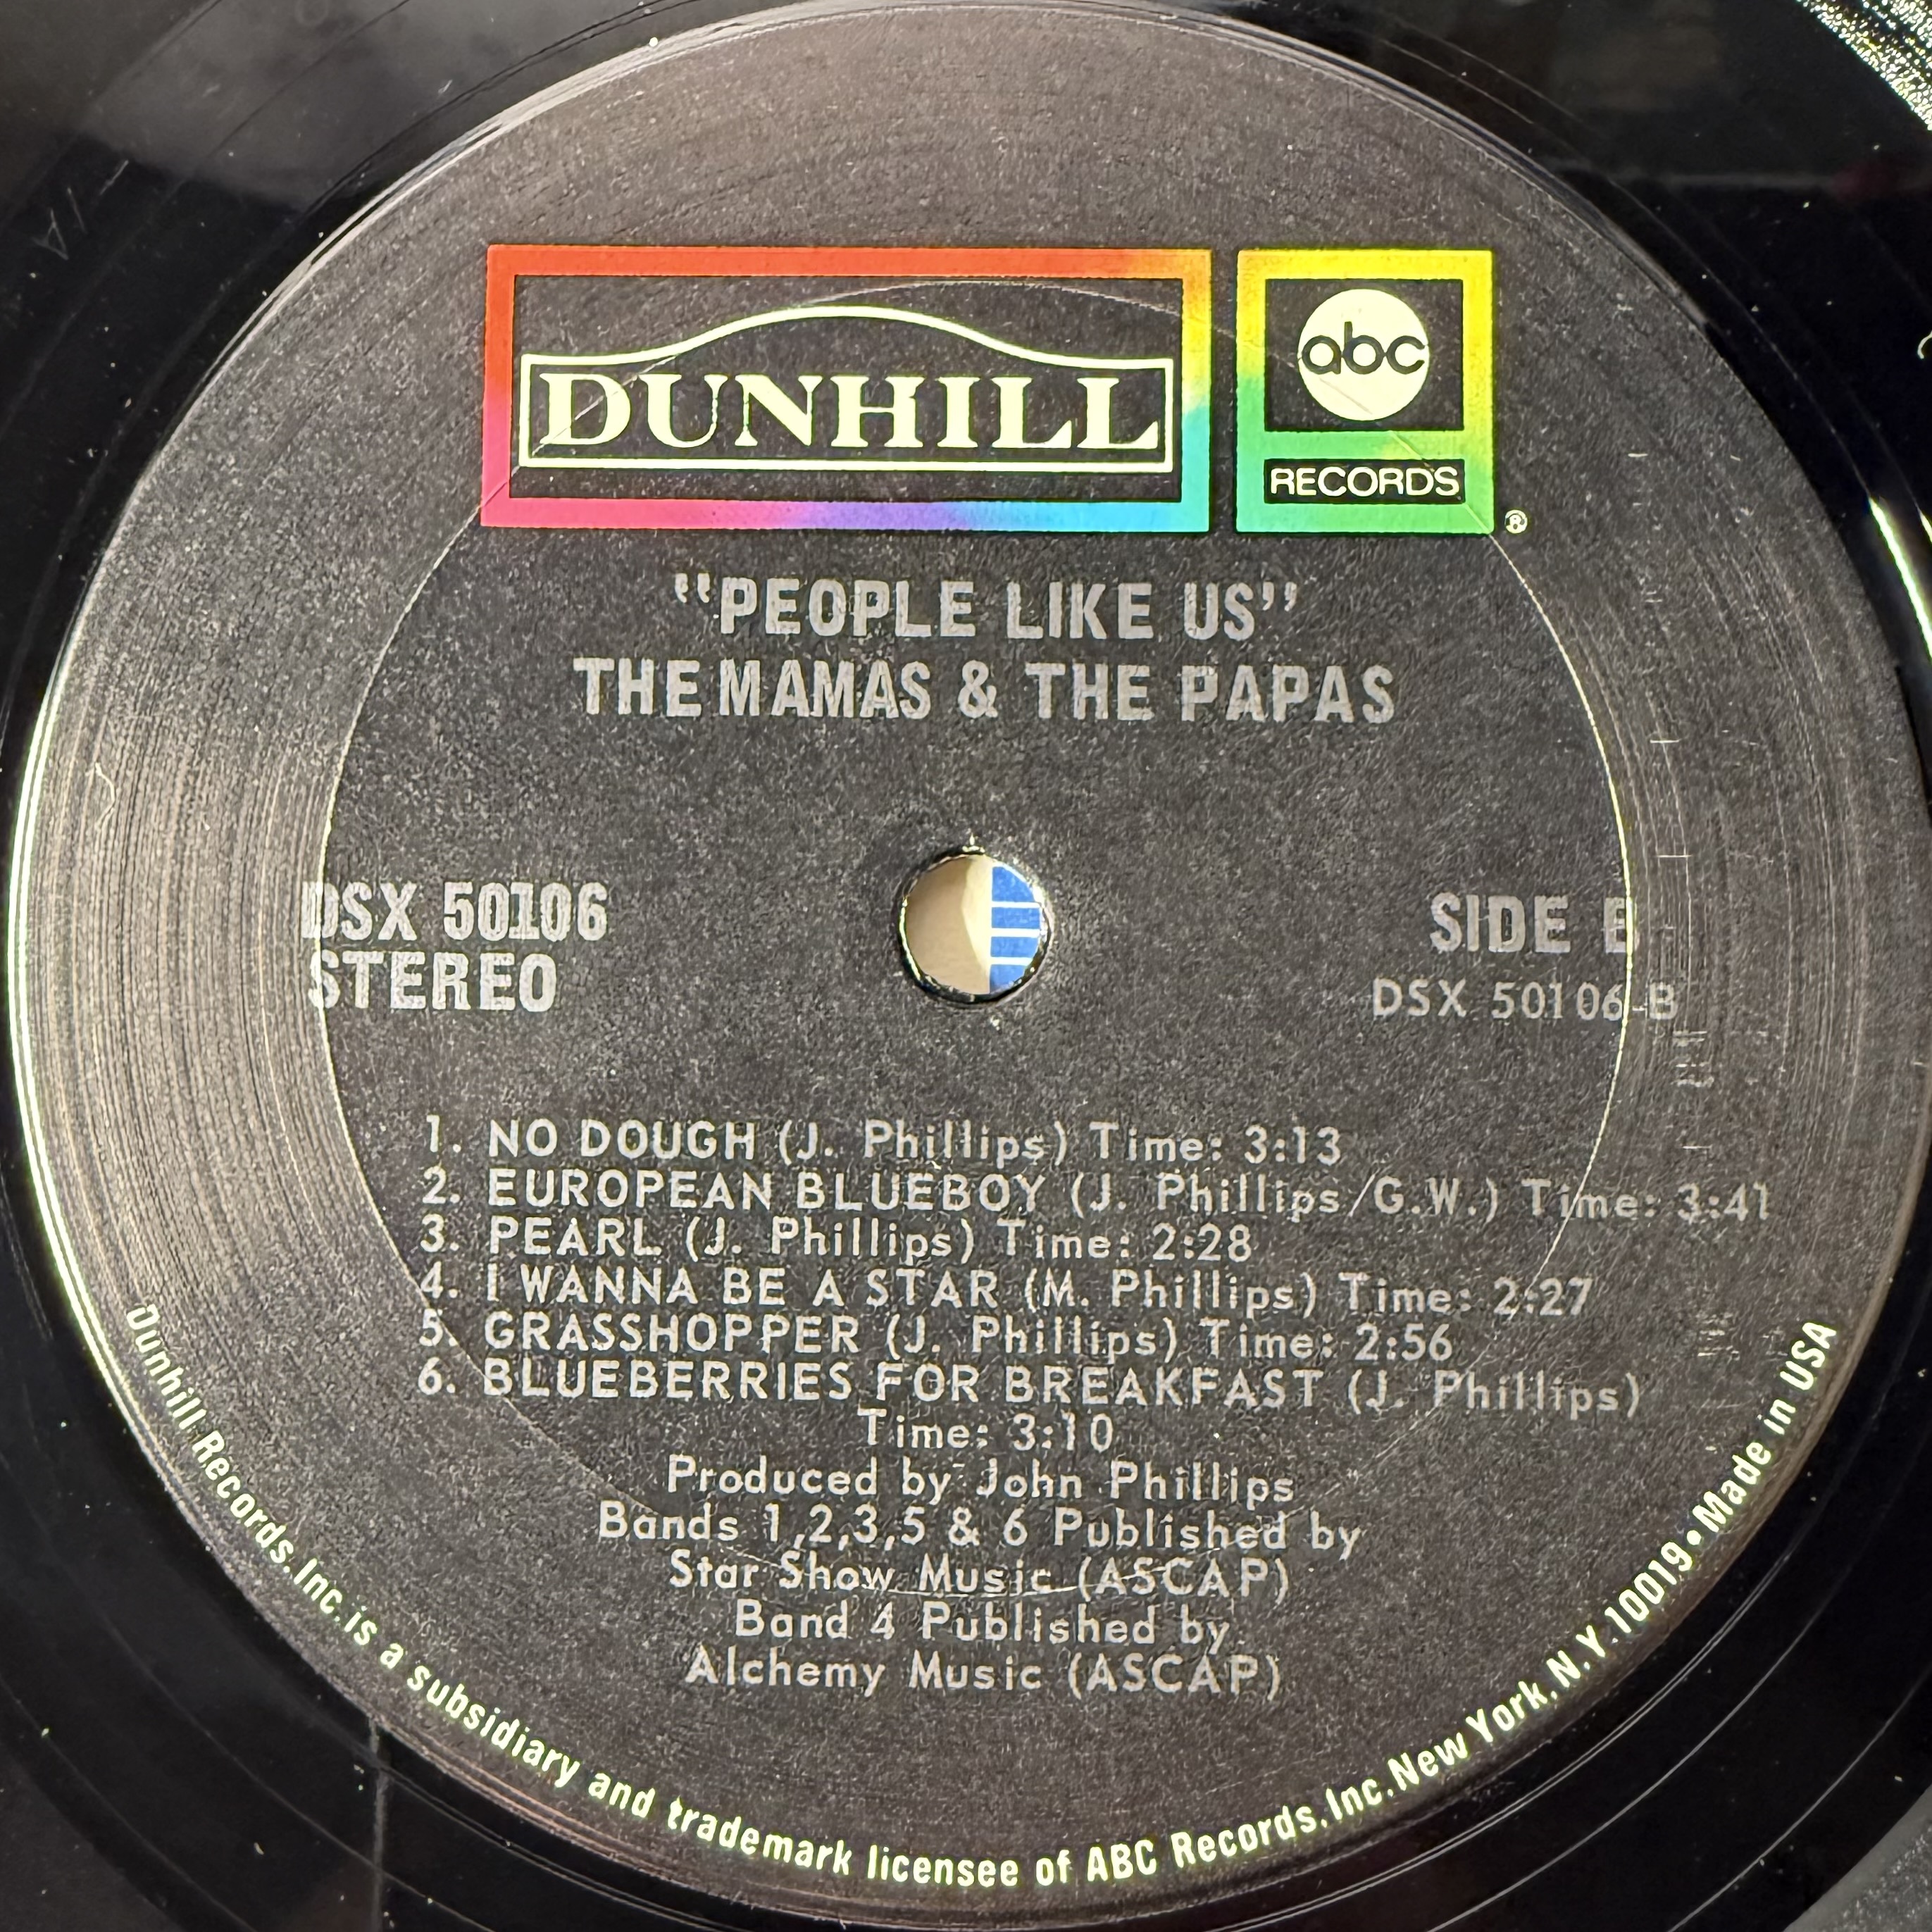 DUNHILL
abc
RECORDS
®
"PEOPLE LIKE US"
THE MAMAS & THE PAPAS
DSX 50106
STEREO
SIDE B
DSX 50106-B
1. NO DOUGH (J. Phillips) Time: 3:13
2. EUROPEAN BLUEBOY (J. Phillips/G.W.) Time: 3:41
3. PEARL (J. Phillips) Time: 2:28
4. I WANNA BE A STAR (M. Phillips) Time: 2:27
5. GRASSHOPPER (J. Phillips) Time: 2:56
6. BLUEBERRIES FOR BREAKFAST (J. Phillips)
Time: 3:10
Produced by John Phillips
Bands 1,2,3,5 & 6 Published by
Star Show Music (ASCAP)
Band 4 Published by
Alchemy Music (ASCAP)
Dunhill Records, Inc. is a subsidiary and trademark licensee of ABC Records, Inc. New York, N.Y. 10019 • Made in USA